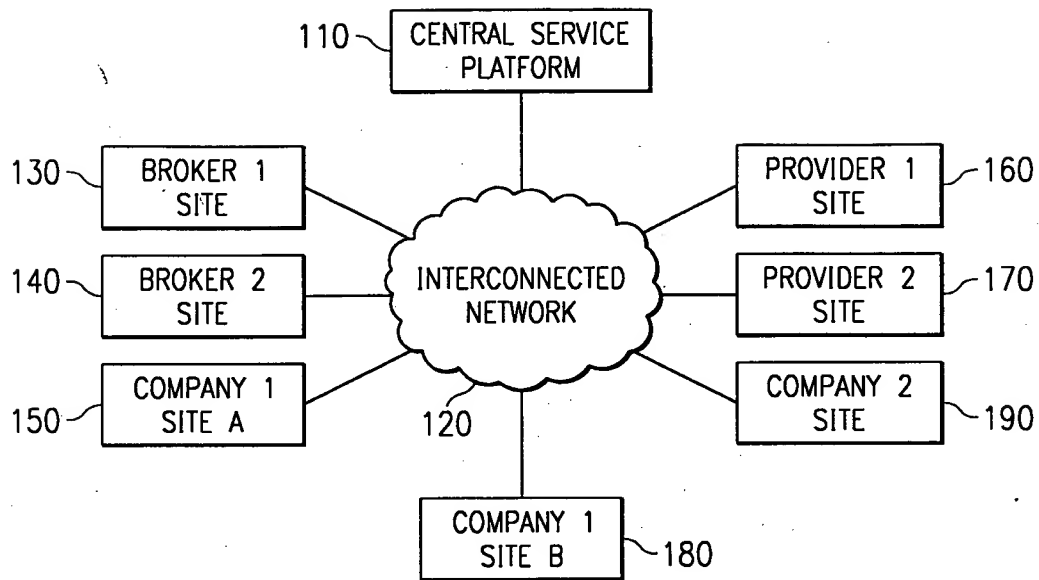 110
CENTRAL SERVICE
PLATFORM
130
BROKER 1
SITE
PROVIDER 1
SITE
160
140
BROKER 2
SITE
INTERCONNECTED
NETWORK
PROVIDER 2
SITE
170
150
COMPANY 1
SITE A
120
COMPANY 2
SITE
190
COMPANY 1
SITE B
180